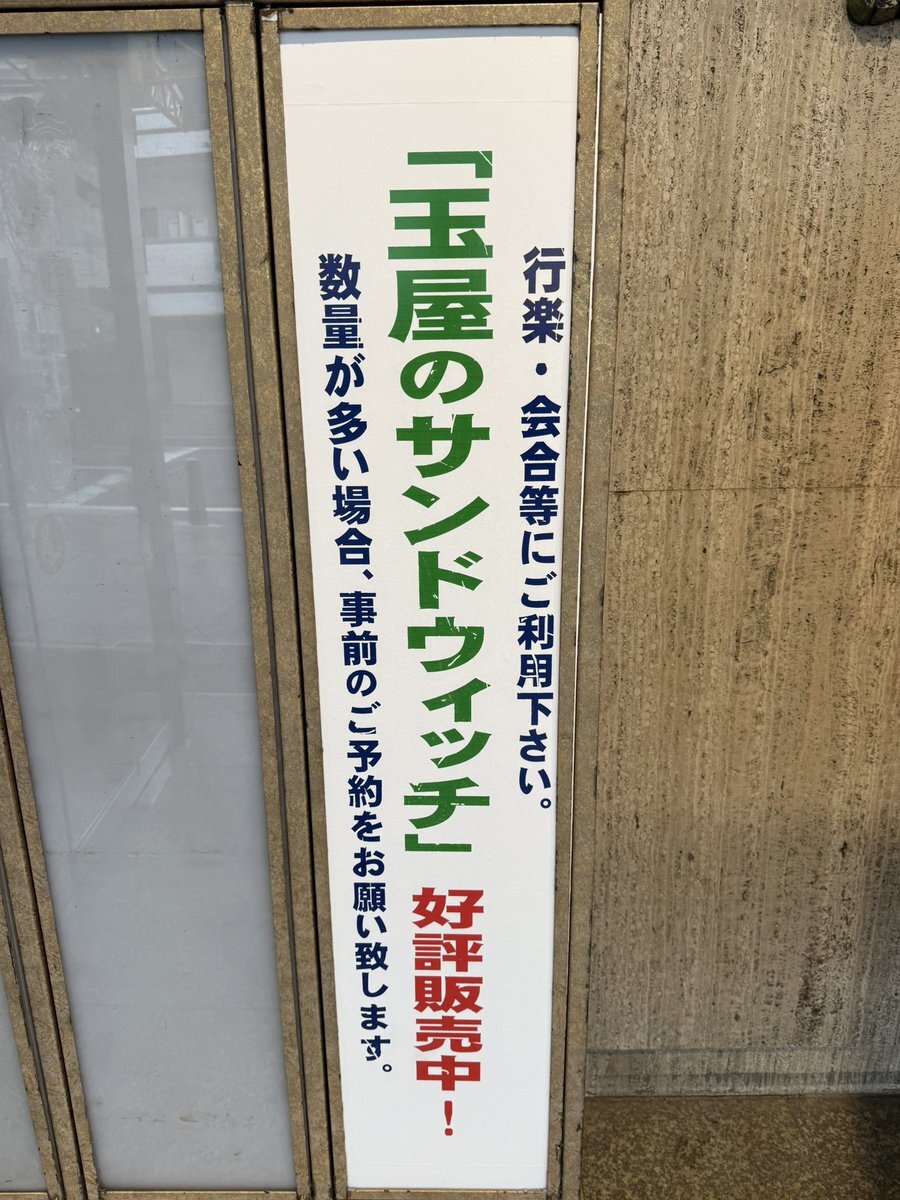 行楽・会合等にご利用下さい。
「玉屋のサンドウィッチ」好評販売中！
数量が多い場合、事前のご予約をお願い致します。